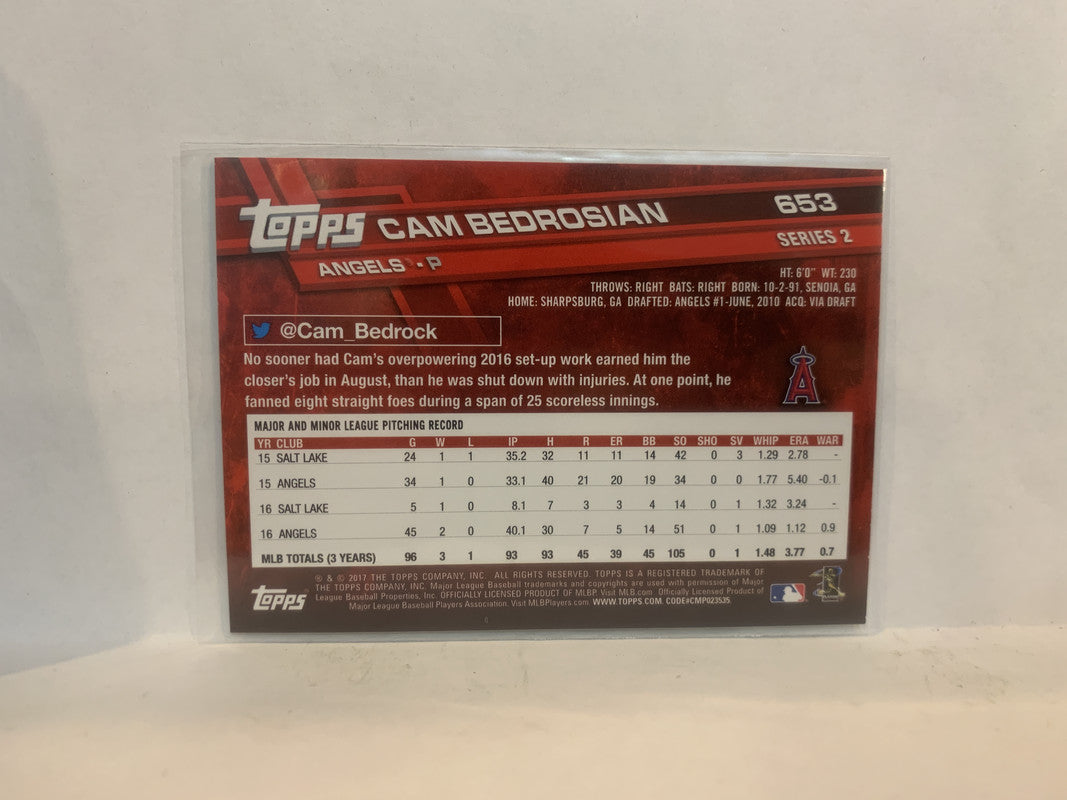 TOPPS CAM BEDROSIAN 653
ANGELS - P SERIES 2
HT: 6'0" WT: 230
THROWS: RIGHT BATS: RIGHT BORN: 10-2-91, SENOIA, GA
HOME: SHARPSBURG, GA DRAFTED: ANGELS #1-JUNE, 2010 ACQ: VIA DRAFT
@Cam_Bedrock
No sooner had Cam's overpowering 2016 set-up work earned him the
closer's job in August, than he was shut down with injuries. At one point, he
fanned eight straight foes during a span of 25 scoreless innings.
A
MAJOR AND MINOR LEAGUE PITCHING RECORD
YR CLUB G W L IP H R ER BB SO SHO SV WHIP ERA WAR
15 SALT LAKE 24 1 1 35.2 32 11 11 14 42 0 3 1.29 2.78 -
15 ANGELS 34 1 0 33.1 40 21 20 19 34 0 0 1.77 5.40 -0.1
16 SALT LAKE 5 1 0 8.1 7 3 3 4 14 0 1 1.32 3.24 -
16 ANGELS 45 2 0 40.1 30 7 5 14 51 0 1 1.09 1.12 0.9
MLB TOTALS (3 YEARS) 96 3 1 93 93 45 39 45 105 0 1 1.48 3.77 0.7
TOPPS
® & © 2017 THE TOPPS COMPANY, INC. ALL RIGHTS RESERVED. TOPPS IS A REGISTERED TRADEMARK OF
THE TOPPS COMPANY, INC. Major League Baseball trademarks and copyrights are used with permission of Major
League Baseball Properties, Inc. OFFICIALLY LICENSED PRODUCT OF MLBP. Visit MLB.com Officially Licensed Product of
Major League Baseball Players Association. Visit MLBPlayers.com. WWW.TOPPS.COM. CODE#CMP023535